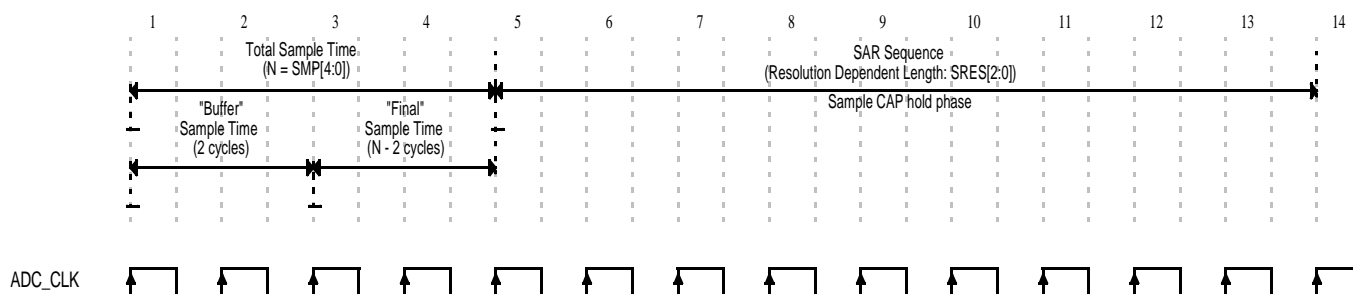 1 2 3 4 5 6 7 8 9 10 11 12 13 14
Total Sample Time
(N = SMP[4:0])
SAR Sequence
(Resolution Dependent Length: SRES[2:0])
Sample CAP hold phase
"Buffer"
Sample Time
(2 cycles)
"Final"
Sample Time
(N - 2 cycles)
ADC_CLK